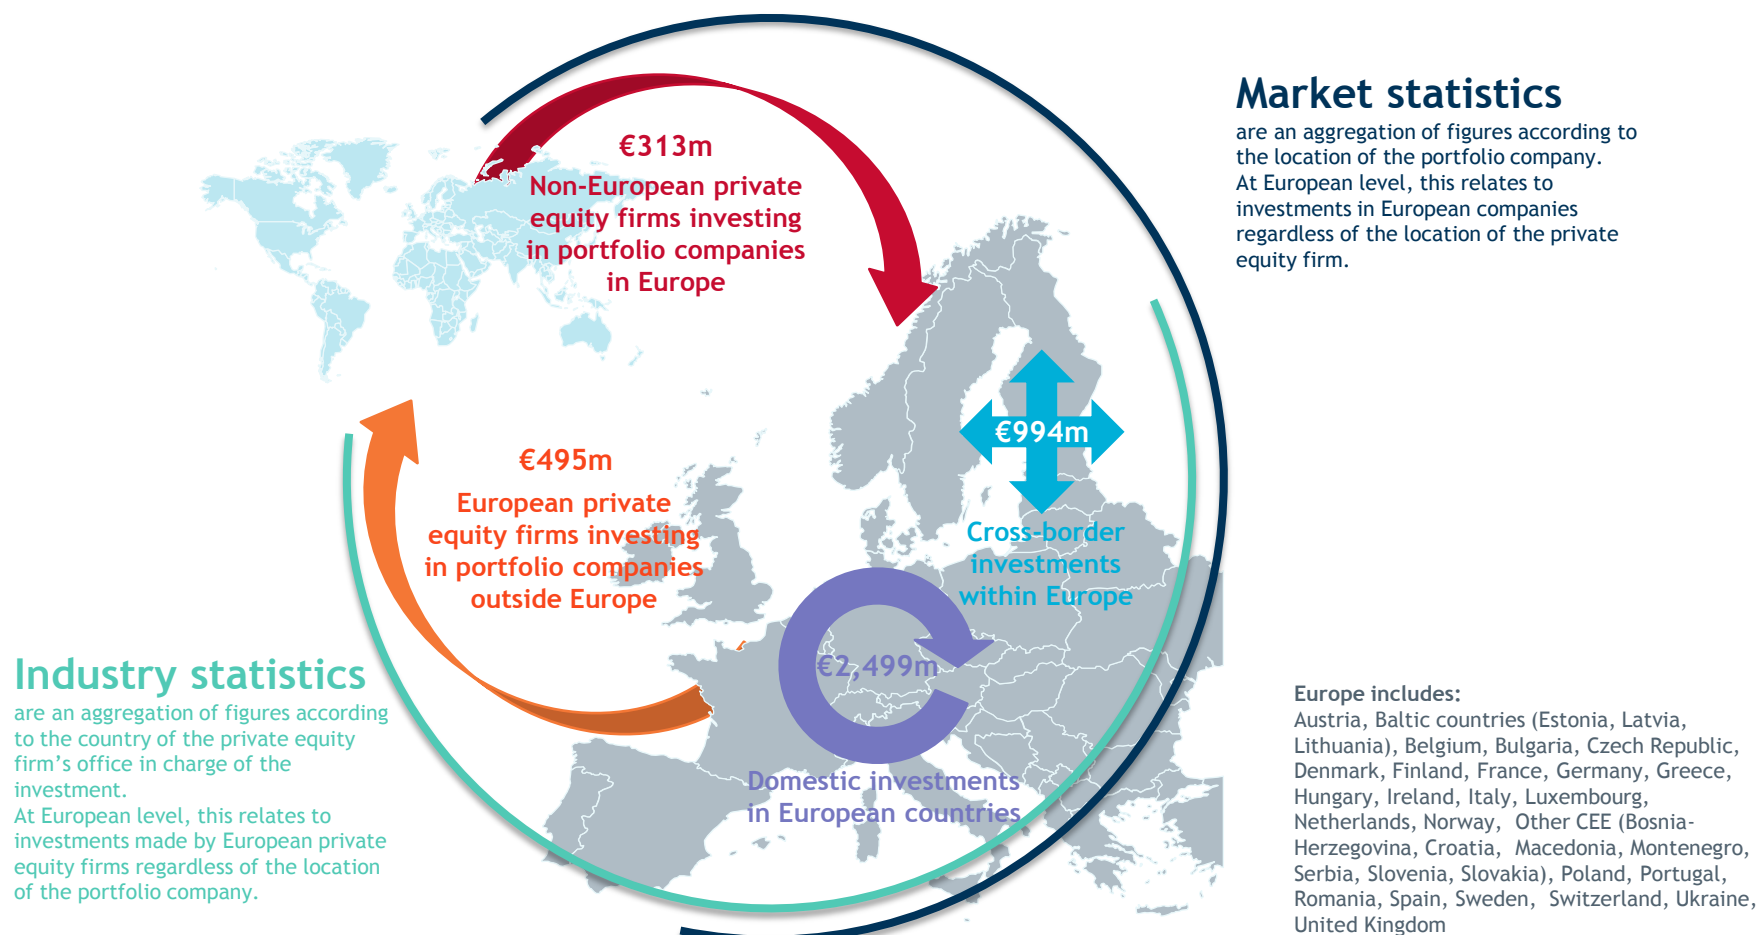 Market statistics
are an aggregation of figures according to
the location of the portfolio company.
At European level, this relates to
investments in European companies
regardless of the location of the private
equity firm.
€313m
Non-European private
equity firms investing
in portfolio companies
in Europe
€994m
Cross-border
investments
within Europe
€495m
European private
equity firms investing
in portfolio companies
outside Europe
€2,499m
Domestic investments
in European countries
Industry statistics
are an aggregation of figures according
to the country of the private equity
firm’s office in charge of the
investment.
At European level, this relates to
investments made by European private
equity firms regardless of the location
of the portfolio company.
Europe includes:
Austria, Baltic countries (Estonia, Latvia,
Lithuania), Belgium, Bulgaria, Czech Republic,
Denmark, Finland, France, Germany, Greece,
Hungary, Ireland, Italy, Luxembourg,
Netherlands, Norway, Other CEE (Bosnia-
Herzegovina, Croatia, Macedonia, Montenegro,
Serbia, Slovenia, Slovakia), Poland, Portugal,
Romania, Spain, Sweden, Switzerland, Ukraine,
United Kingdom